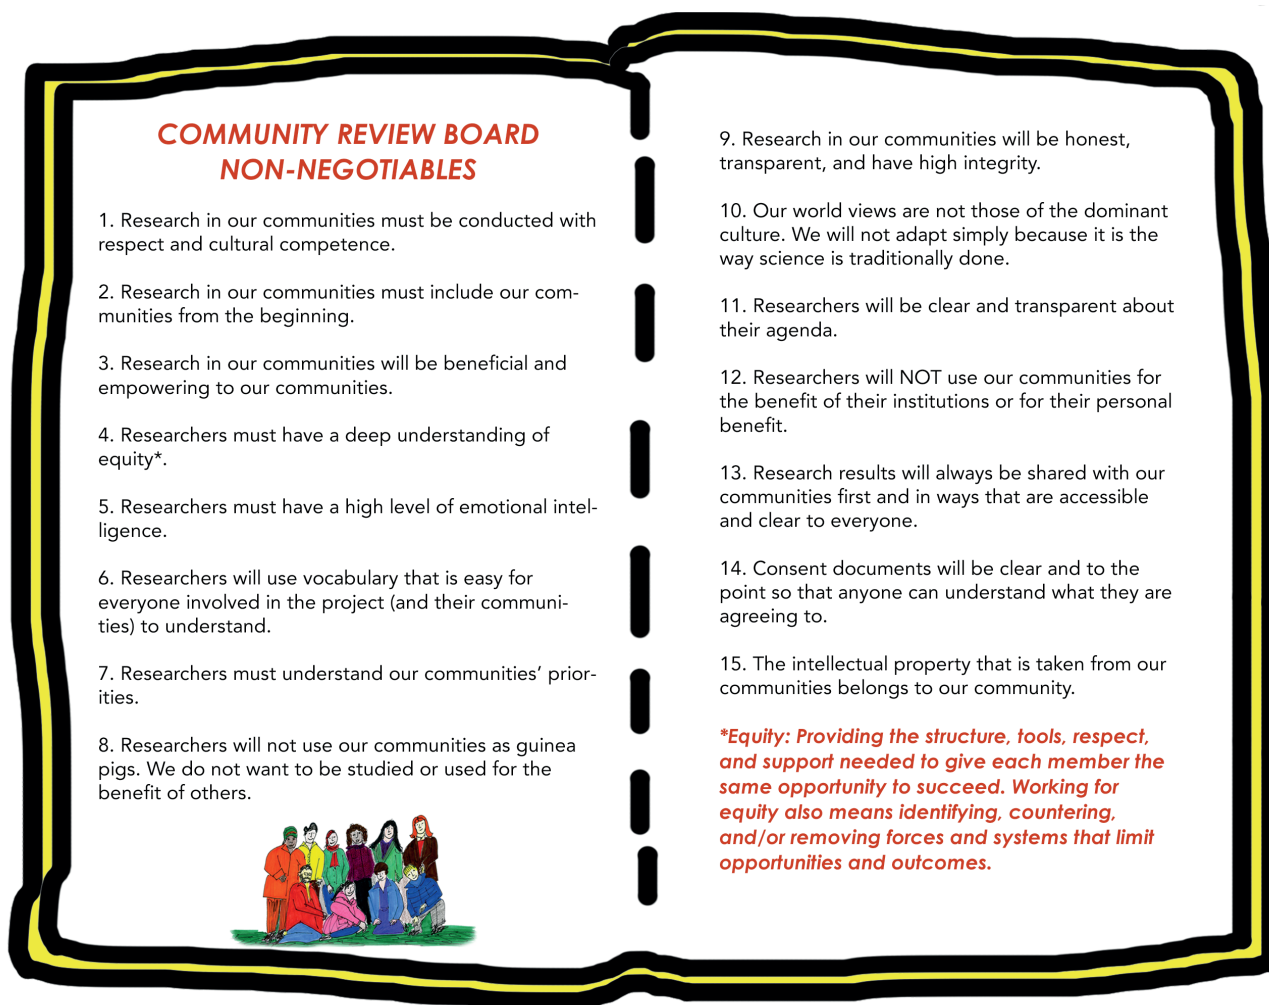 COMMUNITY REVIEW BOARD
NON-NEGOTIABLES
1. Research in our communities must be conducted with
respect and cultural competence.
2. Research in our communities must include our com-
munities from the beginning.
3. Research in our communities will be beneficial and
empowering to our communities.
4. Researchers must have a deep understanding of
equity*.
5. Researchers must have a high level of emotional intel-
ligence.
6. Researchers will use vocabulary that is easy for
everyone involved in the project (and their communi-
ties) to understand.
7. Researchers must understand our communities’ prior-
ities.
8. Researchers will not use our communities as guinea
pigs. We do not want to be studied or used for the
benefit of others.
9. Research in our communities will be honest,
transparent, and have high integrity.
10. Our world views are not those of the dominant
culture. We will not adapt simply because it is the
way science is traditionally done.
11. Researchers will be clear and transparent about
their agenda.
12. Researchers will NOT use our communities for
the benefit of their institutions or for their personal
benefit.
13. Research results will always be shared with our
communities first and in ways that are accessible
and clear to everyone.
14. Consent documents will be clear and to the
point so that anyone can understand what they are
agreeing to.
15. The intellectual property that is taken from our
communities belongs to our community.
*Equity: Providing the structure, tools, respect,
and support needed to give each member the
same opportunity to succeed. Working for
equity also means identifying, countering,
and/or removing forces and systems that limit
opportunities and outcomes.